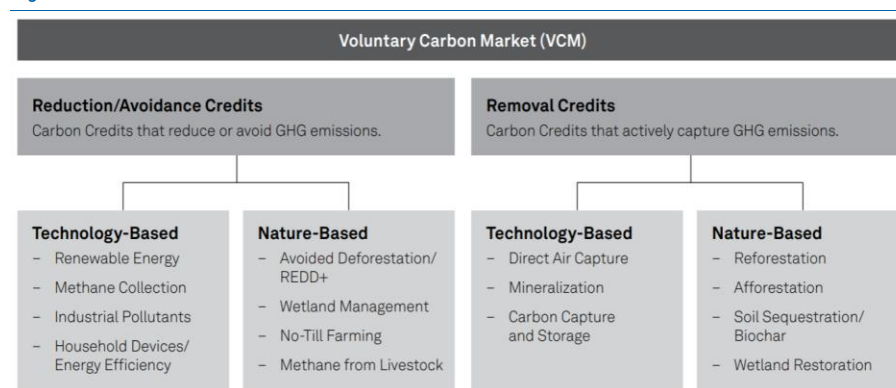 Voluntary Carbon Market (VCM)
Reduction/Avoidance Credits
Carbon Credits that reduce or avoid GHG emissions.
Removal Credits
Carbon Credits that actively capture GHG emissions.
Technology-Based
– Renewable Energy
– Methane Collection
– Industrial Pollutants
– Household Devices/
Energy Efficiency
Nature-Based
– Avoided Deforestation/
REDD+
– Wetland Management
– No-Till Farming
– Methane from Livestock
Technology-Based
– Direct Air Capture
– Mineralization
– Carbon Capture
and Storage
Nature-Based
– Reforestation
– Afforestation
– Soil Sequestration/
Biochar
– Wetland Restoration